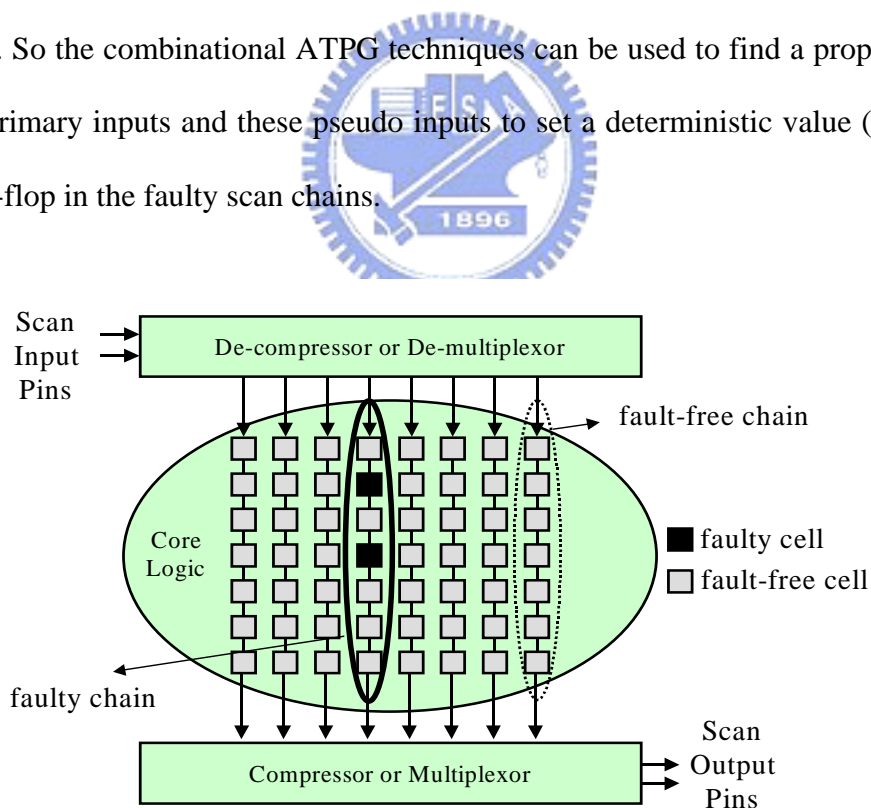 . So the combinational ATPG techniques can be used to find a prop
rimary inputs and these pseudo inputs to set a deterministic value (
-flop in the faulty scan chains.
E S A
1896
Scan
Input
Pins
De-compressor or De-multiplexor
fault-free chain
Core
Logic
faulty cell
fault-free cell
faulty chain
Compressor or Multiplexor
Scan
Output
Pins